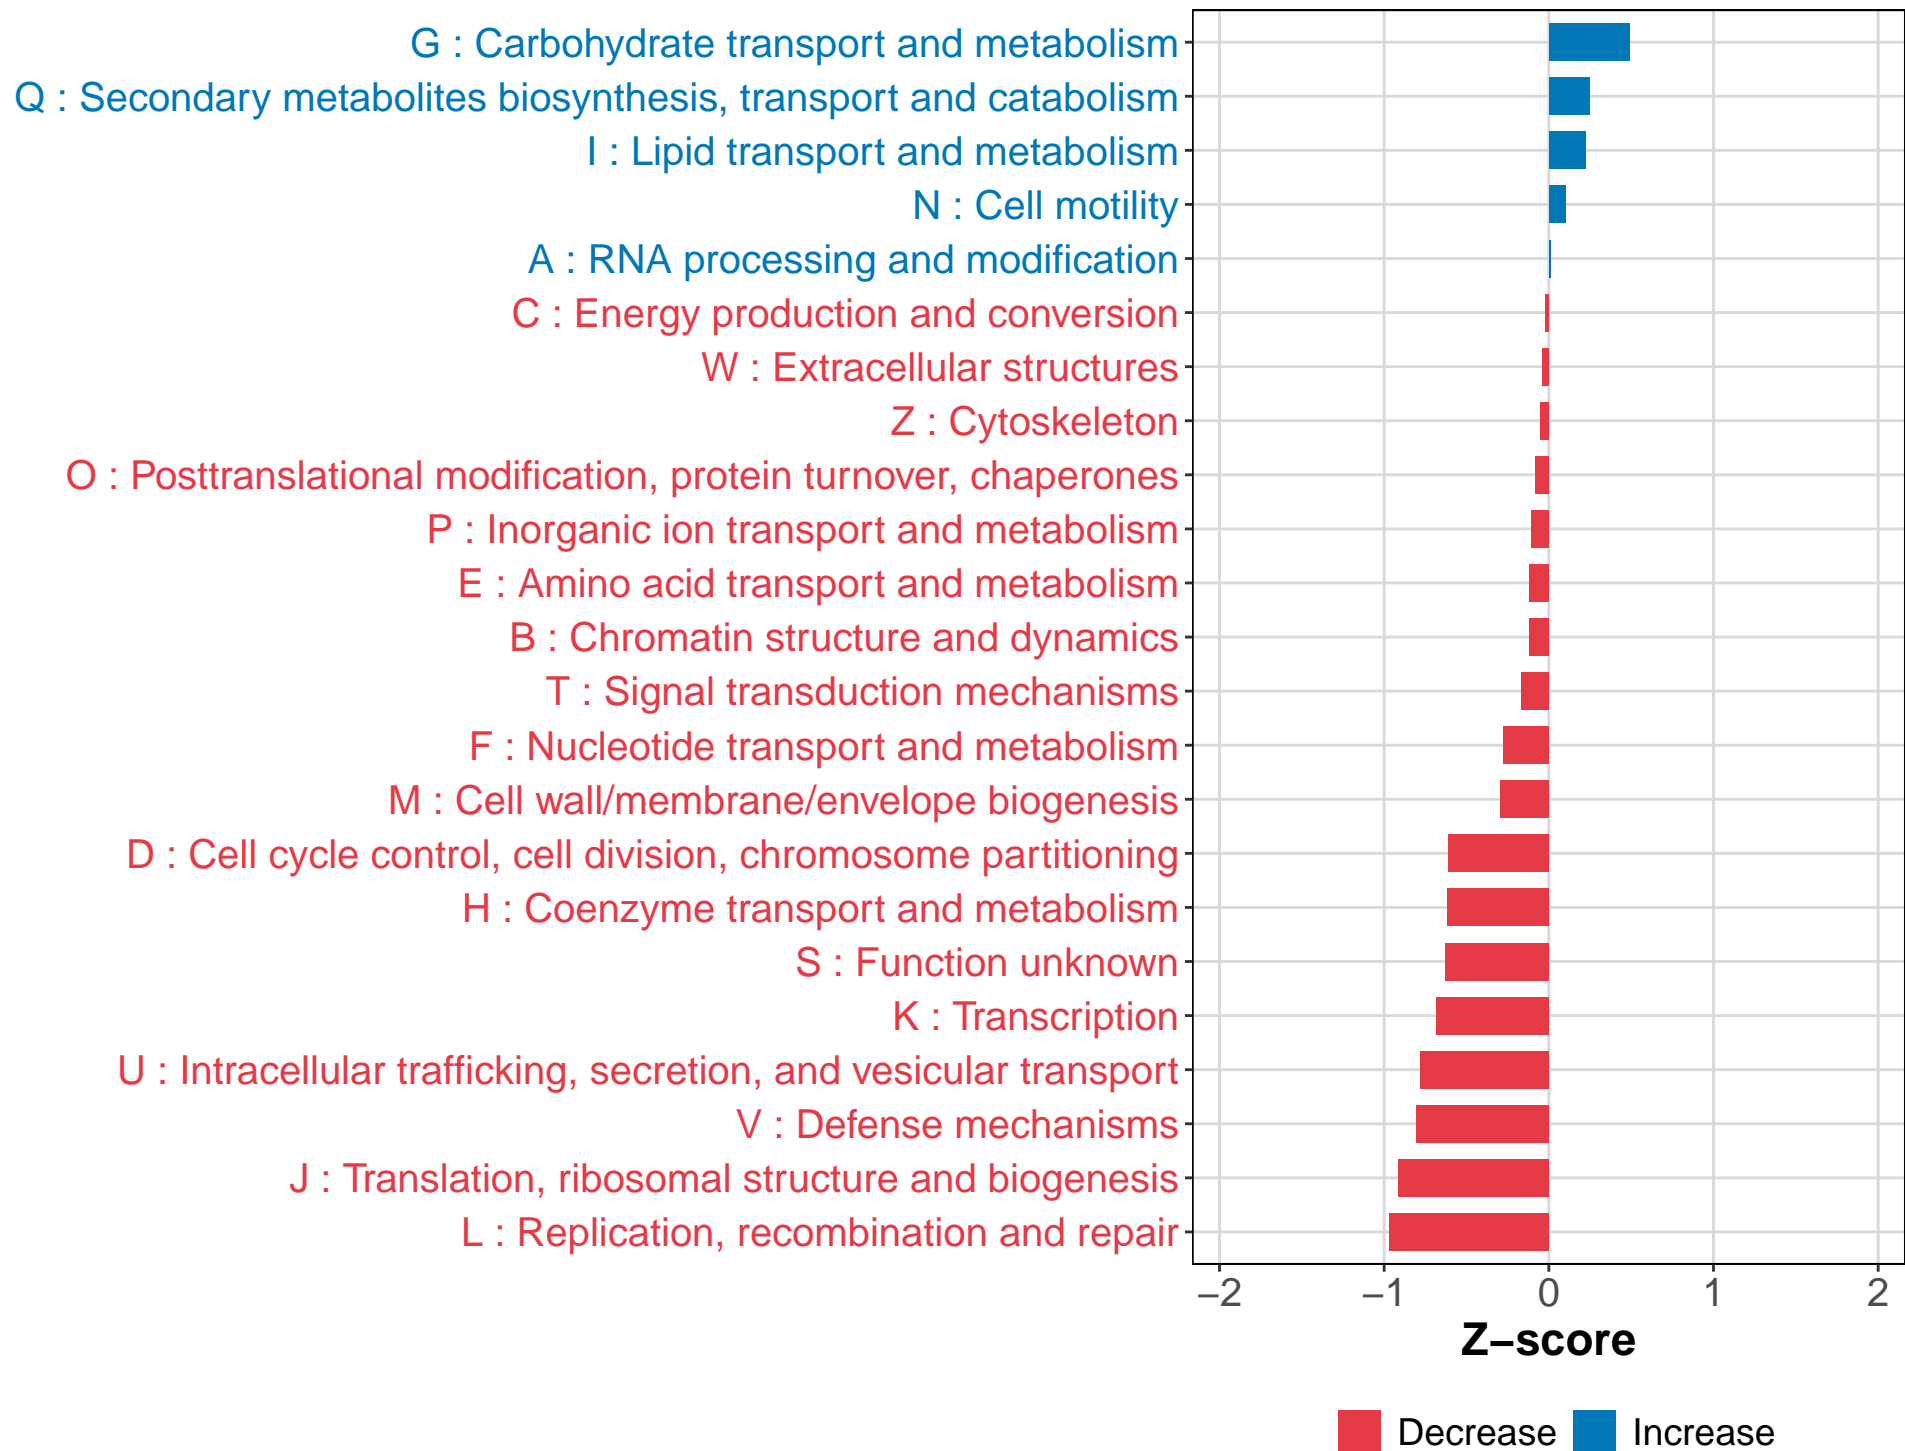 G : Carbohydrate transport and metabolism
Q : Secondary metabolites biosynthesis, transport and catabolism
I : Lipid transport and metabolism
N : Cell motility
A : RNA processing and modification
C : Energy production and conversion
W : Extracellular structures
Z : Cytoskeleton
O : Posttranslational modification, protein turnover, chaperones
P : Inorganic ion transport and metabolism
E : Amino acid transport and metabolism
B : Chromatin structure and dynamics
T : Signal transduction mechanisms
F : Nucleotide transport and metabolism
M : Cell wall/membrane/envelope biogenesis
D : Cell cycle control, cell division, chromosome partitioning
H : Coenzyme transport and metabolism
S : Function unknown
K : Transcription
U : Intracellular trafficking, secretion, and vesicular transport
V : Defense mechanisms
J : Translation, ribosomal structure and biogenesis
L : Replication, recombination and repair
−2 −1 0 1 2
Z−score
Decrease Increase